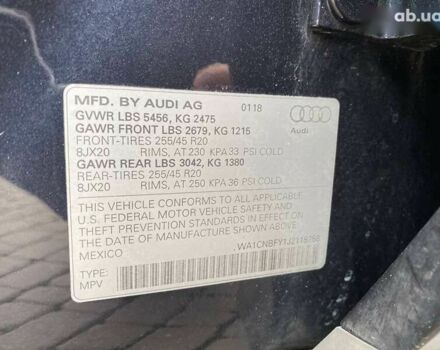 ab.ua
MFD. BY AUDI AG 0118
GVWR LBS 5456, KG 2475
GAWR FRONT LBS 2679, KG 1215
FRONT-TIRES 255/45 R20
8JX20 RIMS, AT 230 KPA 33 PSI COLD
GAWR REAR LBS 3042, KG 1380
REAR-TIRES 255/45 R20
8JX20 RIMS, AT 250 KPA 36 PSI COLD
Audi
THIS VEHICLE CONFORMS TO ALL APPLICABLE
U.S. FEDERAL MOTOR VEHICLE SAFETY, BUMPER
AND THEFT PREVENTION STANDARDS IN EFFECT ON
DATE OF MANUFACTURE SHOWN ABOVE.
MEXICO
TYPE:
MPV